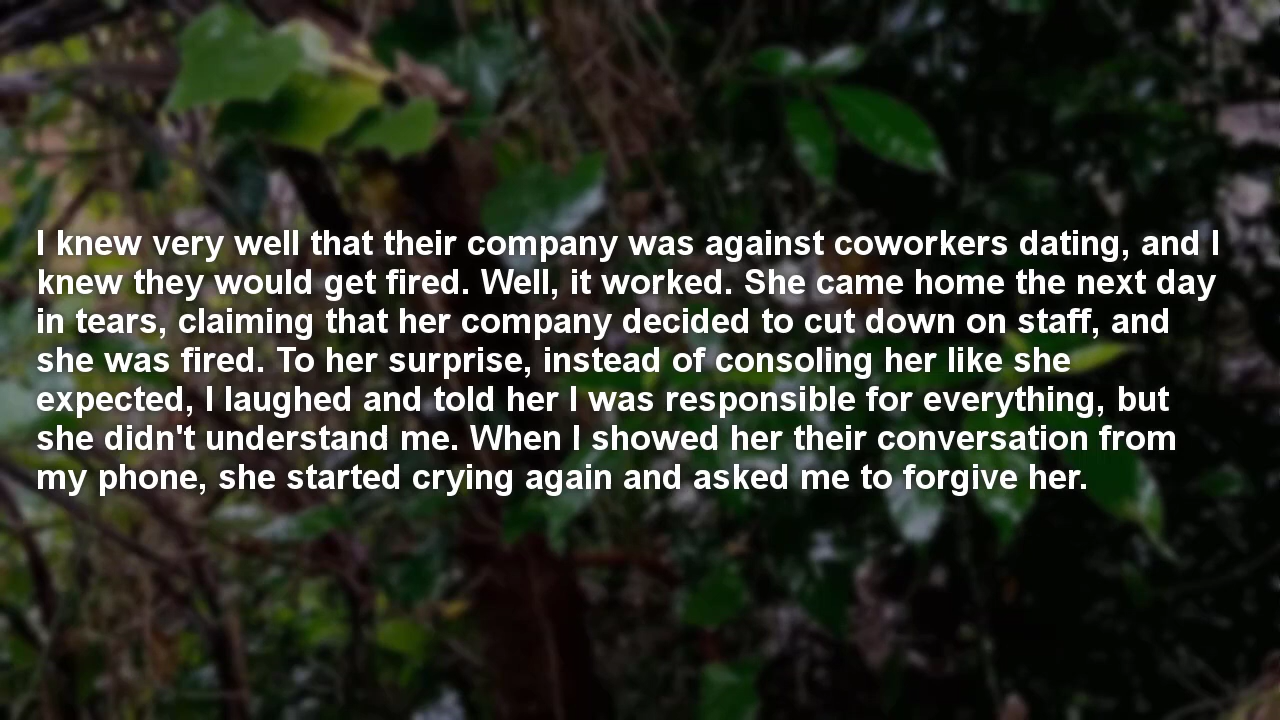 I knew very well that their company was against coworkers dating, and I
knew they would get fired. Well, it worked. She came home the next day
in tears, claiming that her company decided to cut down on staff, and
she was fired. To her surprise, instead of consoling her like she
expected, I laughed and told her I was responsible for everything, but
she didn't understand me. When I showed her their conversation from
my phone, she started crying again and asked me to forgive her.